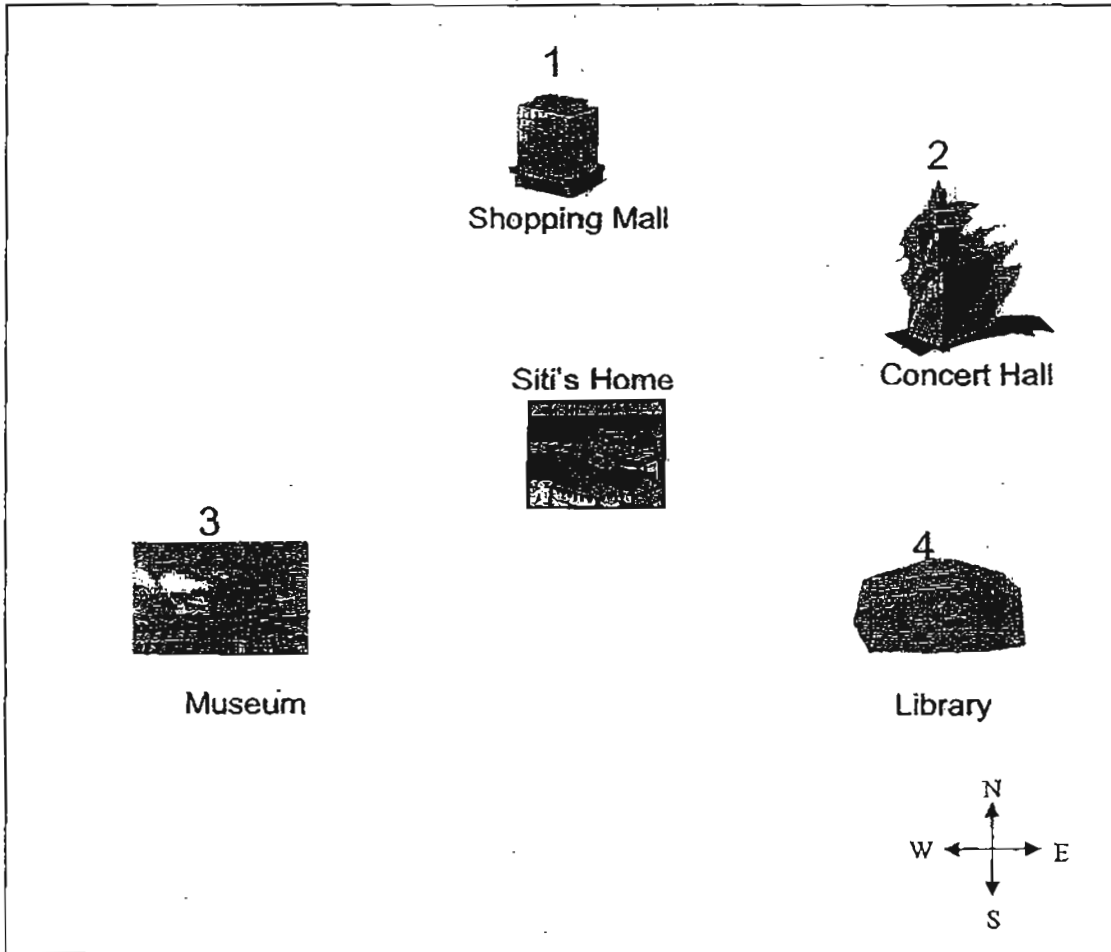 1
Shopping Mall
2
Concert Hall
Siti's Home
3
Museum
4
Library
N
W E
S